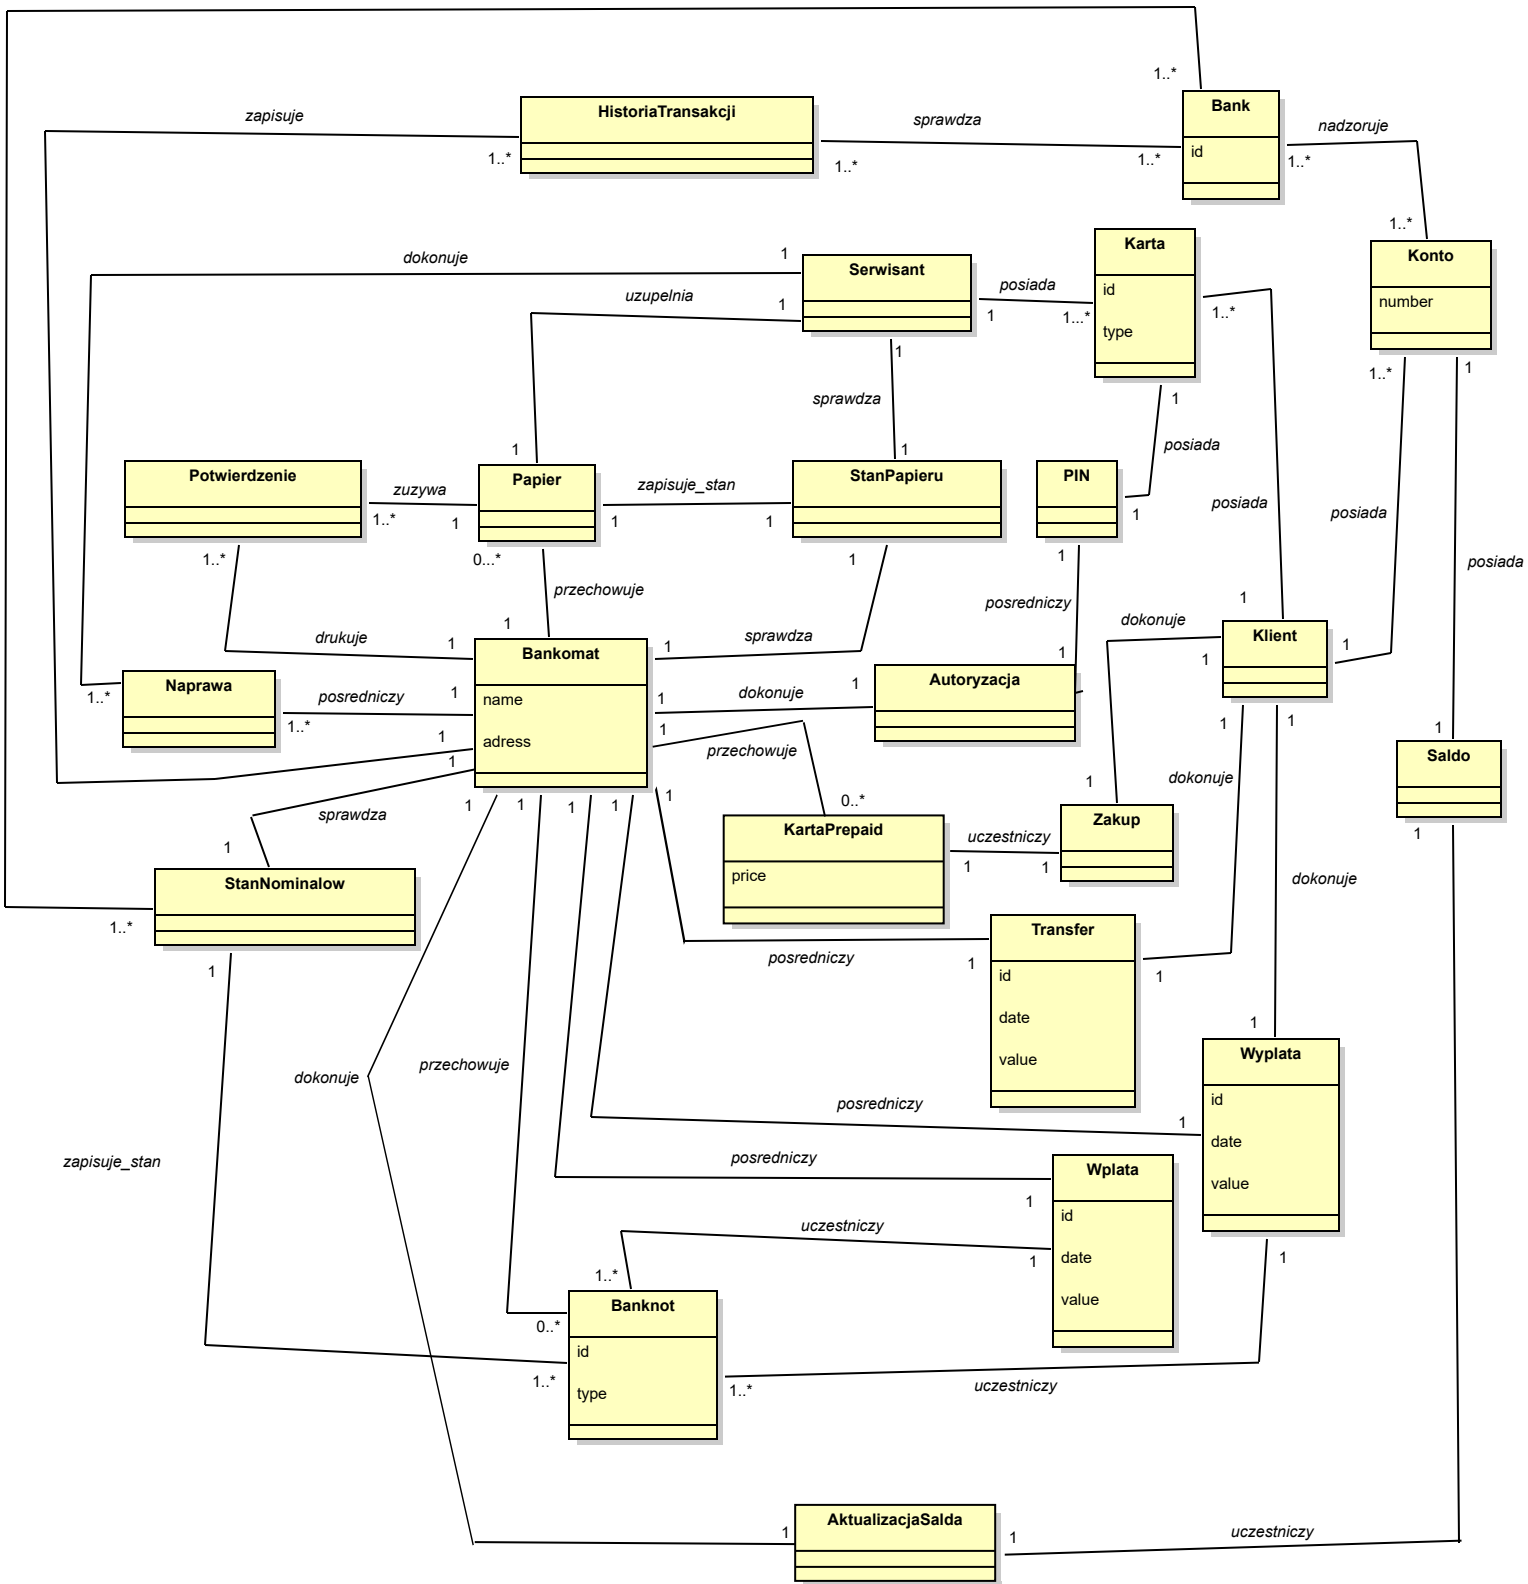 1..*
Bank
id
HistoriaTransakcji
zapisuje
1..*
sprawdza
1..*
1..*
nadzoruje
1..*
1..*
Karta
id
type
Konto
number
dokonuje
1
Serwisant
uzupelnia
1
posiada
1
1...*
1..*
1
sprawdza
1..*
1
1
posiada
1
1
Potwierdzenie
zuzywa
1..*
1
Papier
zapisuje_stan
1
1
StanPapieru
PIN
1
posiada
posiada
1..*
0...*
1
1
posiada
przechowuje
posredniczy
1
1
drukuje
1
Bankomat
name
adress
1
sprawdza
dokonuje
Klient
1
1
Naprawa
1..*
posredniczy
1..*
1
1
dokonuje
1
1
Autoryzacja
1
1
1
1
1
przechowuje
1
dokonuje
Saldo
1
sprawdza
1
1
1
1
1
1
0..*
KartaPrepaid
price
uczestniczy
1
1
Zakup
1
StanNominalow
1..*
1
dokonuje
Transfer
id
date
value
posredniczy
1
1
1
Wyplata
id
date
value
przechowuje
dokonuje
posredniczy
1
zapisuje_stan
posredniczy
1
Wplata
id
date
value
uczestniczy
1
1
1..*
Banknot
id
type
0..*
1..*
1..*
uczestniczy
AktualizacjaSalda
1
1
uczestniczy